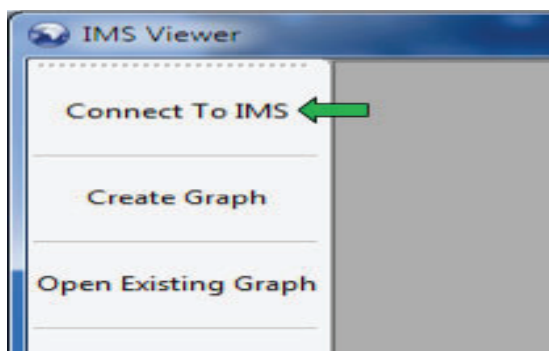 IMS Viewer
Connect To IMS
Create Graph
Open Existing Graph